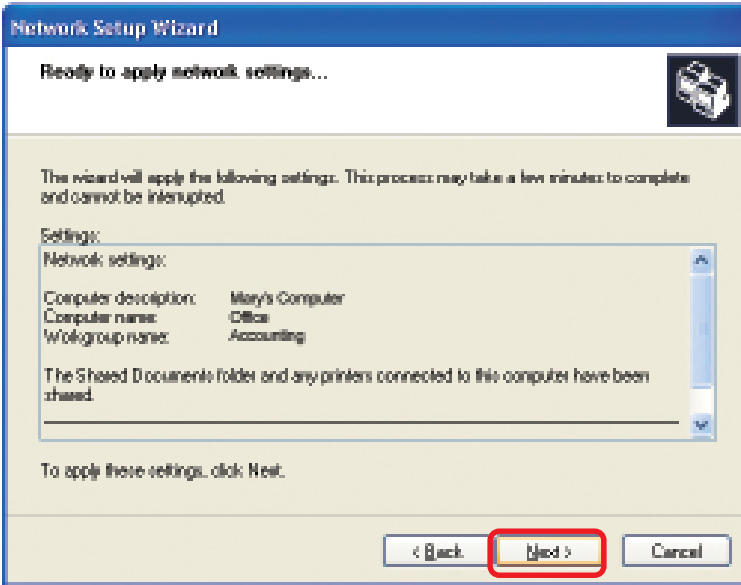 Network Setup Wizard
Ready to apply network settings...
The wizard will apply the following settings. This process may take a few minutes to complete
and cannot be interrupted.
Settings:
Network settings:
Computer description: Mary's Computer
Computer name: Office
Workgroup name: Accounting
The Shared Documents folder and any printers connected to this computer have been
shared.
To apply these settings, click Next.
< Back Next > Cancel